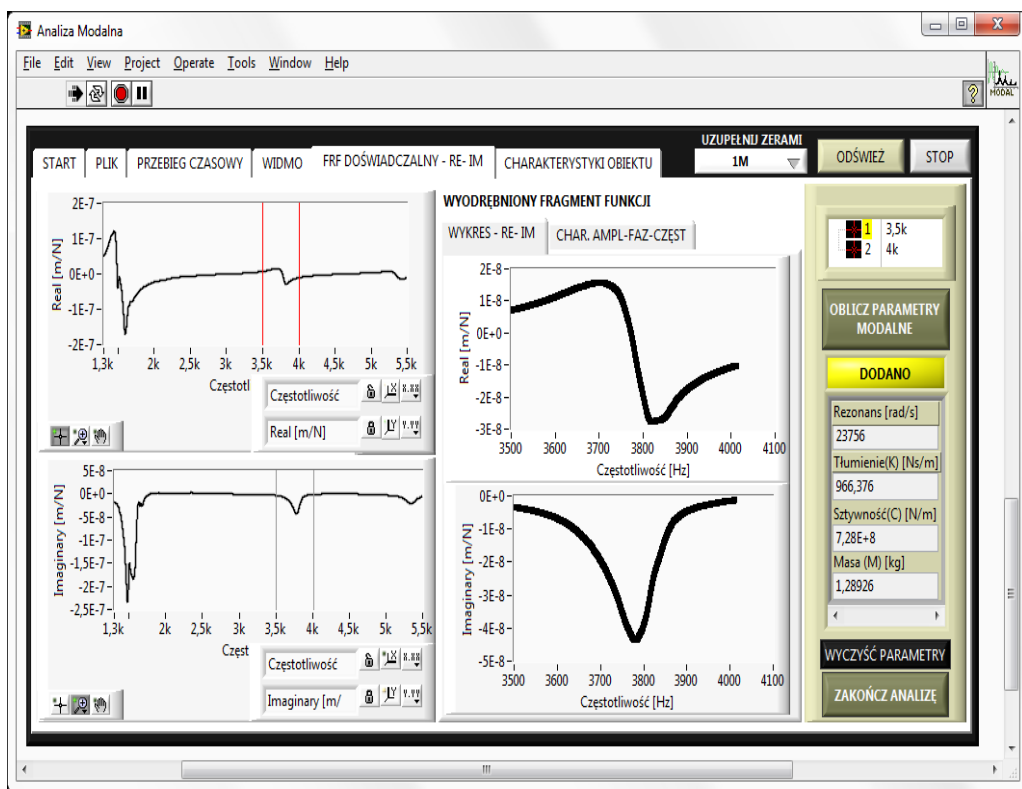 Analiza Modalna
File Edit View Project Operate Tools Window Help
MODAL
UZUPEŁNIJ ZERAMI
START PLIK PRZEBIEG CZASOWY WIDMO FRF DOŚWIADCZALNY - RE- IM CHARAKTERYSTYKI OBIEKTU 1M ODŚWIEŻ STOP
2E-7
1E-7
0E+0
-1E-7
-2E-7
Real [m/N]
1,3k 2k 2,5k 3k 3,5k 4k 4,5k 5k 5,5k
Częstotl
Częstotliwość
Real [m/N]
5E-8
0E+0
-5E-8
-1E-7
-1,5E-7
-2E-7
-2,5E-7
Imaginary [m/N]
1,3k 2k 2,5k 3k 3,5k 4k 4,5k 5k 5,5k
Częst
Częstotliwość
Imaginary [m/
WYODRĘBNIONY FRAGMENT FUNKCJI
WYKRES - RE- IM CHAR. AMPL-FAZ-CZĘST
2E-8
1E-8
0E+0
-1E-8
-2E-8
-3E-8
Real [m/N]
3500 3600 3700 3800 3900 4000 4100
Częstotliwość [Hz]
0E+0
-1E-8
-2E-8
-3E-8
-4E-8
-5E-8
Imaginary [m/N]
3500 3600 3700 3800 3900 4000 4100
Częstotliwość [Hz]
1 3,5k
2 4k
OBLICZ PARAMETRY
MODALNE
DODANO
Rezonans [rad/s]
23756
Tłumienie(K) [Ns/m]
966,376
Sztywność(C) [N/m]
7,28E+8
Masa (M) [kg]
1,28926
WYCZYŚĆ PARAMETRY
ZAKOŃCZ ANALIZĘ